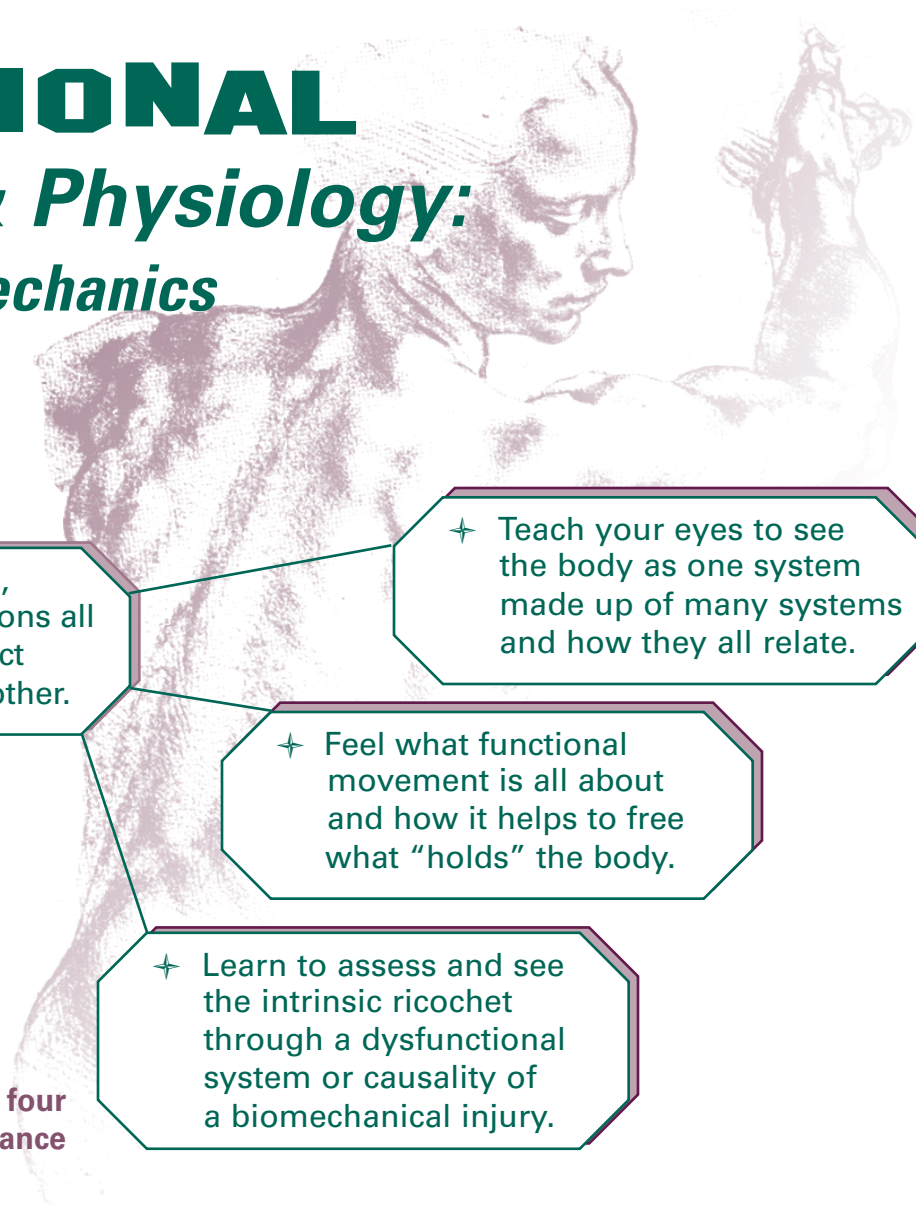 IONAL
& Physiology:
echanics
Teach your eyes to see
the body as one system
made up of many systems
and how they all relate.
,
ons all
ct
other.
Feel what functional
movement is all about
and how it helps to free
what “holds” the body.
Learn to assess and see
the intrinsic ricochet
through a dysfunctional
system or causality of
a biomechanical injury.
four
ance